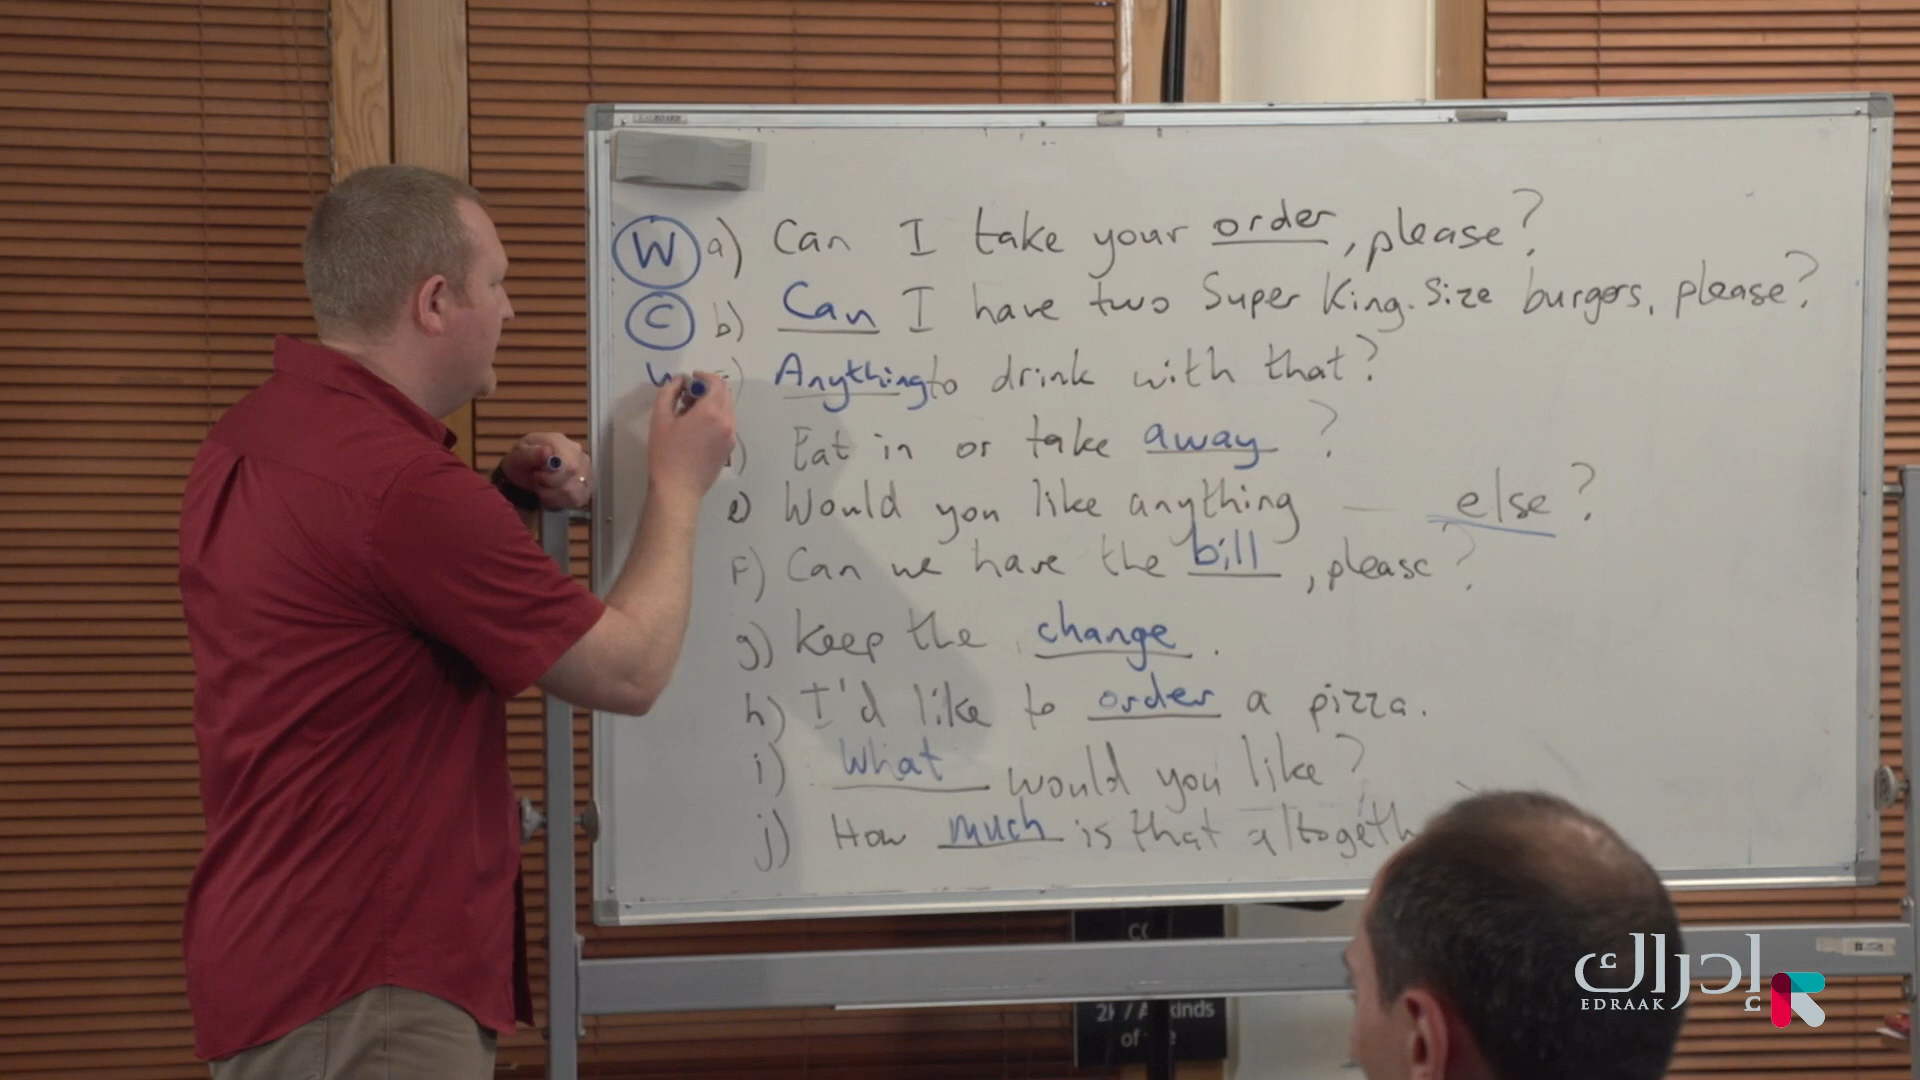 W a) Can I take your order, please?
C b) Can I have two Super King.Size burgers, please?
Anything to drink with that?
Eat in or take away ?
e) Would you like anything else?
F) Can we have the bill, please?
g) Keep the change.
h) I'd like to order a pizza.
i) What would you like?
j) How much is that
إدراك
EDRAAK